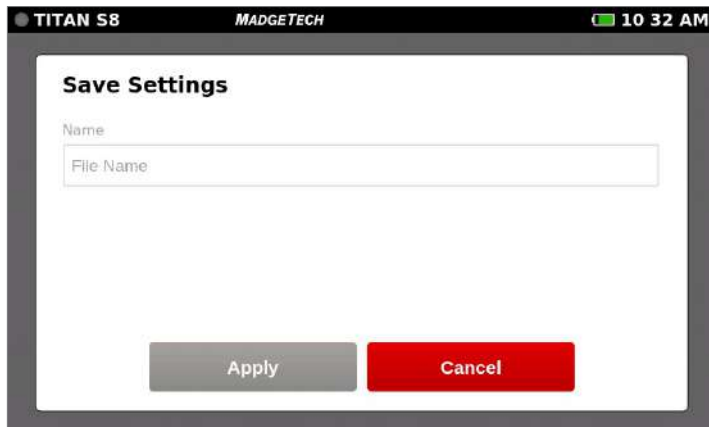 TITAN S8 MADGETECH 10 32 AM
Save Settings
Name
File Name
Apply Cancel